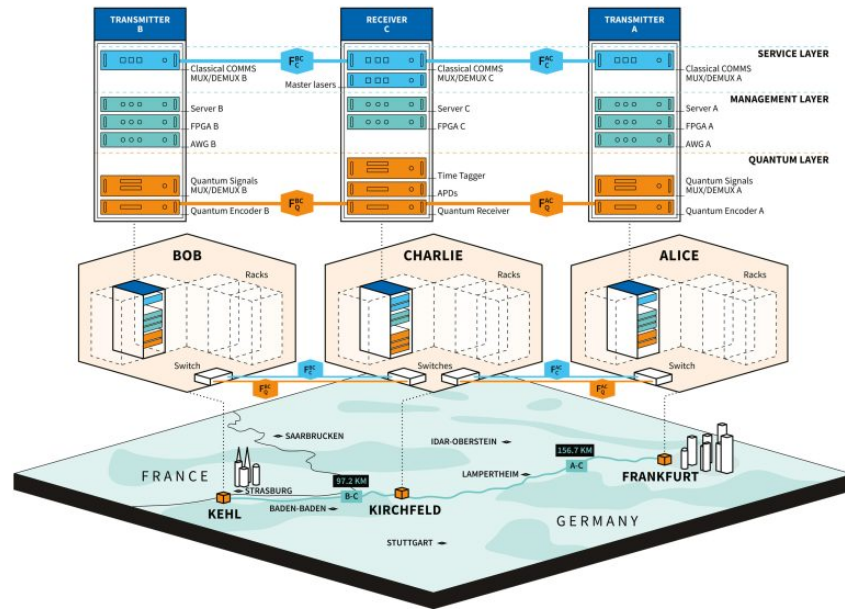 TRANSMITTER
B
RECEIVER
C
TRANSMITTER
A
SERVICE LAYER
F BC C
F AC C
Classical COMMS
MUX/DEMUX B
Master lasers
Classical COMMS
MUX/DEMUX C
Classical COMMS
MUX/DEMUX A
MANAGEMENT LAYER
Server B
FPGA B
AWG B
Server C
FPGA C
Server A
FPGA A
AWG A
QUANTUM LAYER
Quantum Signals
MUX/DEMUX B
Quantum Encoder B
Time Tagger
APDs
Quantum Receiver
Quantum Signals
MUX/DEMUX A
Quantum Encoder A
F BC Q
F AC Q
BOB
CHARLIE
ALICE
Racks
Racks
Racks
Switch
Switches
Switch
F AC C
F AC Q
F AC C
F AC Q
SAARBRUCKEN
IDAR-OBERSTEIN
156.7 KM
A-C
FRANCE
LAMPERTHEIM
FRANKFURT
97.2 KM
B-C
STRASBURG
KEHL
BADEN-BADEN
KIRCHFELD
GERMANY
STUTTGART